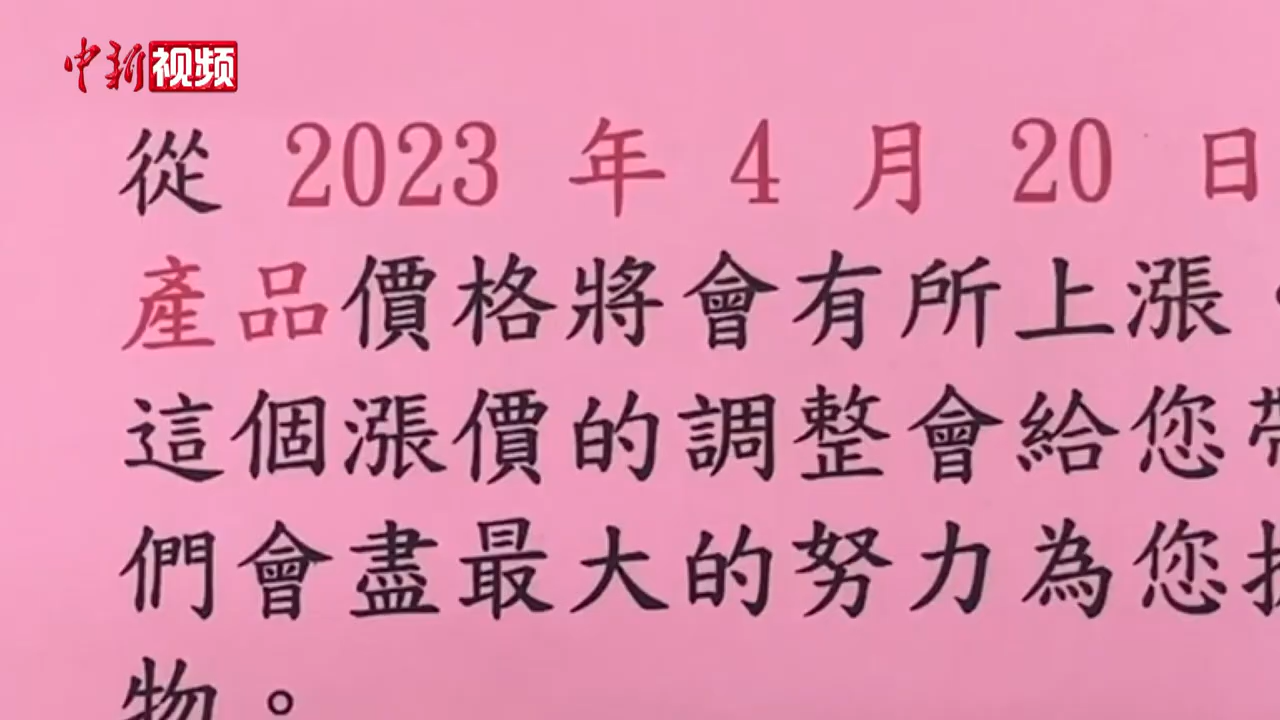 中新视频
從 2023 年 4 月 20 日
產品價格將會有所上漲
這個漲價的調整會給您
們會盡最大的努力為您
物。